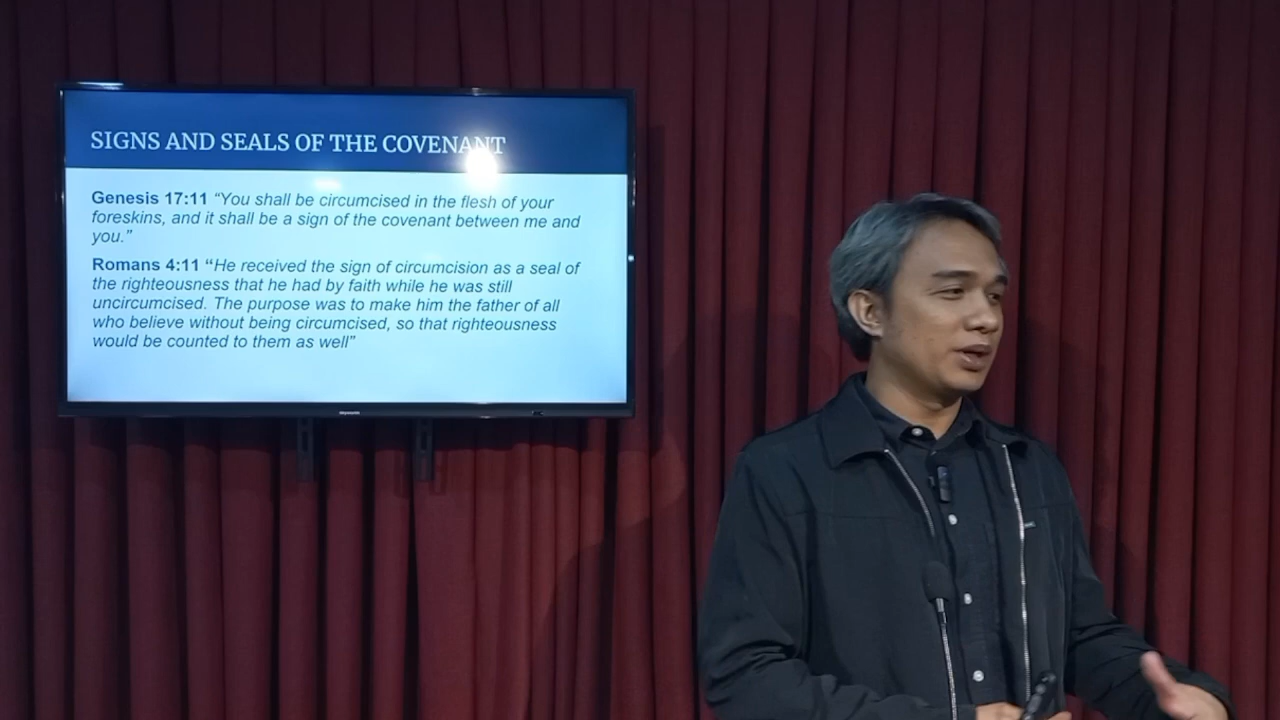 SIGNS AND SEALS OF THE COVENANT
Genesis 17:11 “You shall be circumcised in the flesh of your
foreskins, and it shall be a sign of the covenant between me and
you.”
Romans 4:11 “He received the sign of circumcision as a seal of
the righteousness that he had by faith while he was still
uncircumcised. The purpose was to make him the father of all
who believe without being circumcised, so that righteousness
would be counted to them as well”